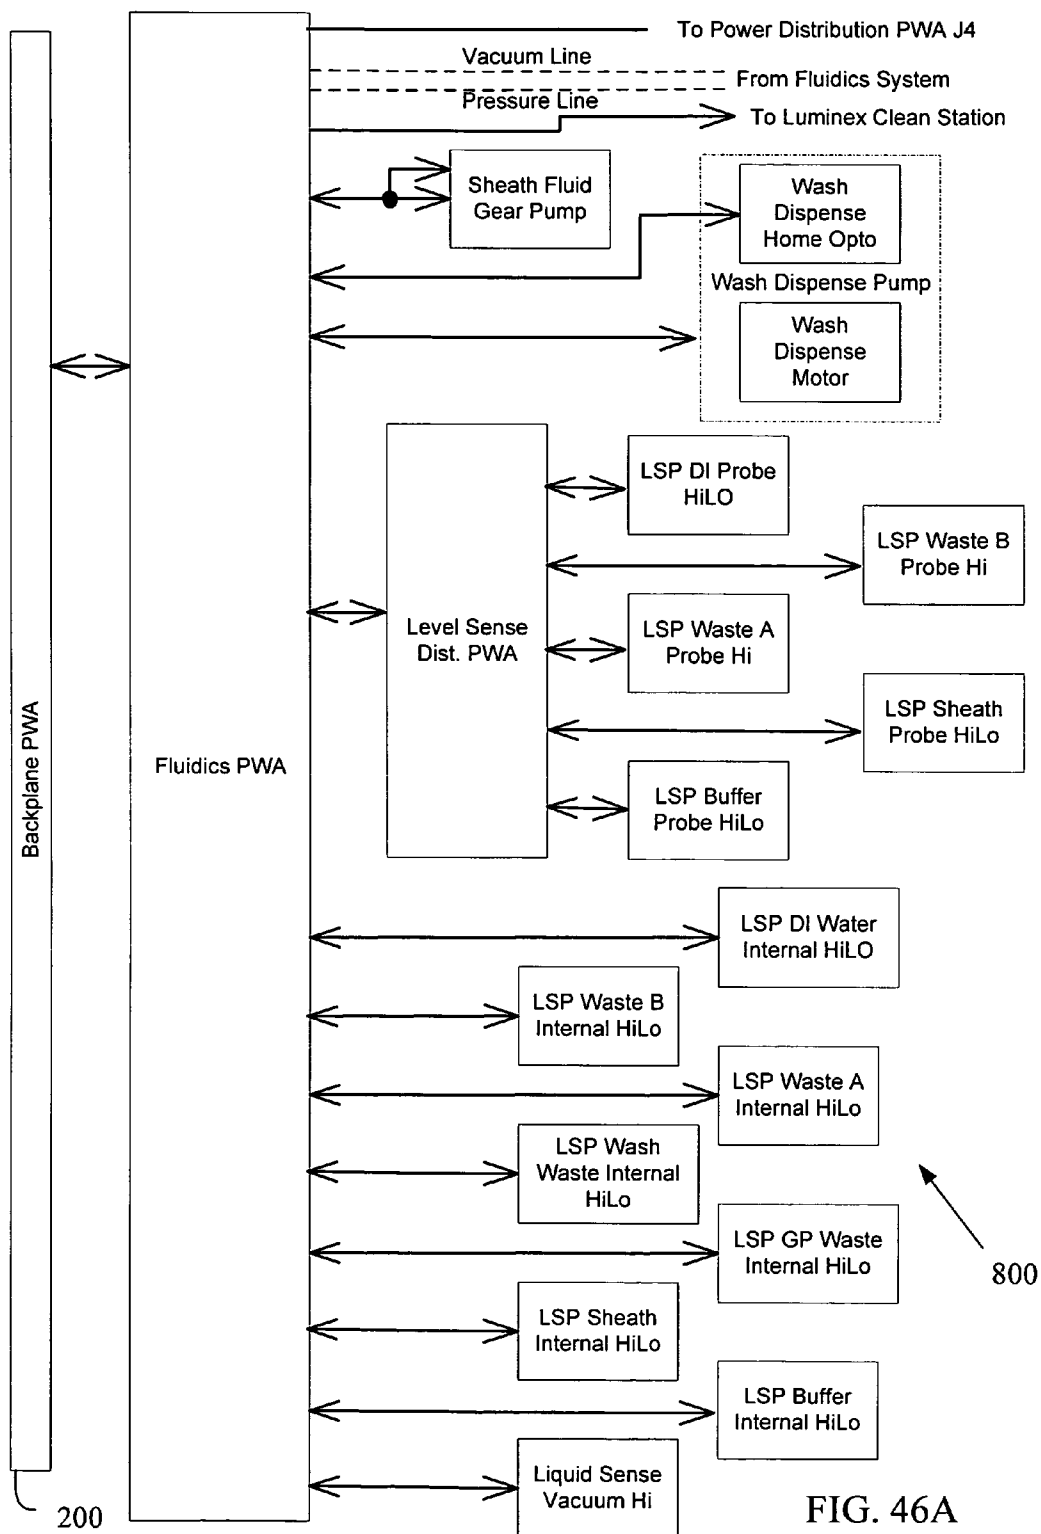 To Power Distribution PWA J4
Vacuum Line
From Fluidics System
Pressure Line
To Luminex Clean Station
Sheath Fluid
Gear Pump
Wash
Dispense
Home Opto
Wash Dispense Pump
Wash
Dispense
Motor
LSP DI Probe
HiLO
LSP Waste B
Probe Hi
Level Sense
Dist. PWA
LSP Waste A
Probe Hi
LSP Sheath
Probe HiLo
LSP Buffer
Probe HiLo
Backplane PWA
Fluidics PWA
LSP DI Water
Internal HiLO
LSP Waste B
Internal HiLo
LSP Waste A
Internal HiLo
LSP Wash
Waste Internal
HiLo
LSP GP Waste
Internal HiLo
800
LSP Sheath
Internal HiLo
LSP Buffer
Internal HiLo
Liquid Sense
Vacuum Hi
200
FIG. 46A